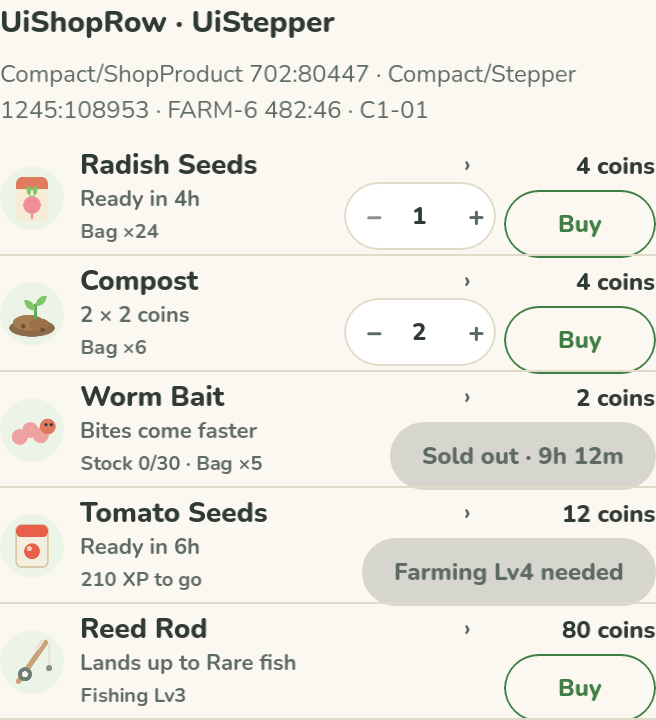 UiShopRow · UiStepper
Compact/ShopProduct 702:80447 · Compact/Stepper
1245:108953 · FARM-6 482:46 · C1-01
Radish Seeds › 4 coins
Ready in 4h
− 1 + Buy
Bag ×24
Compost › 4 coins
2 × 2 coins
− 2 + Buy
Bag ×6
Worm Bait › 2 coins
Bites come faster
Sold out · 9h 12m
Stock 0/30 · Bag ×5
Tomato Seeds › 12 coins
Ready in 6h
Farming Lv4 needed
210 XP to go
Reed Rod › 80 coins
Lands up to Rare fish
Buy
Fishing Lv3